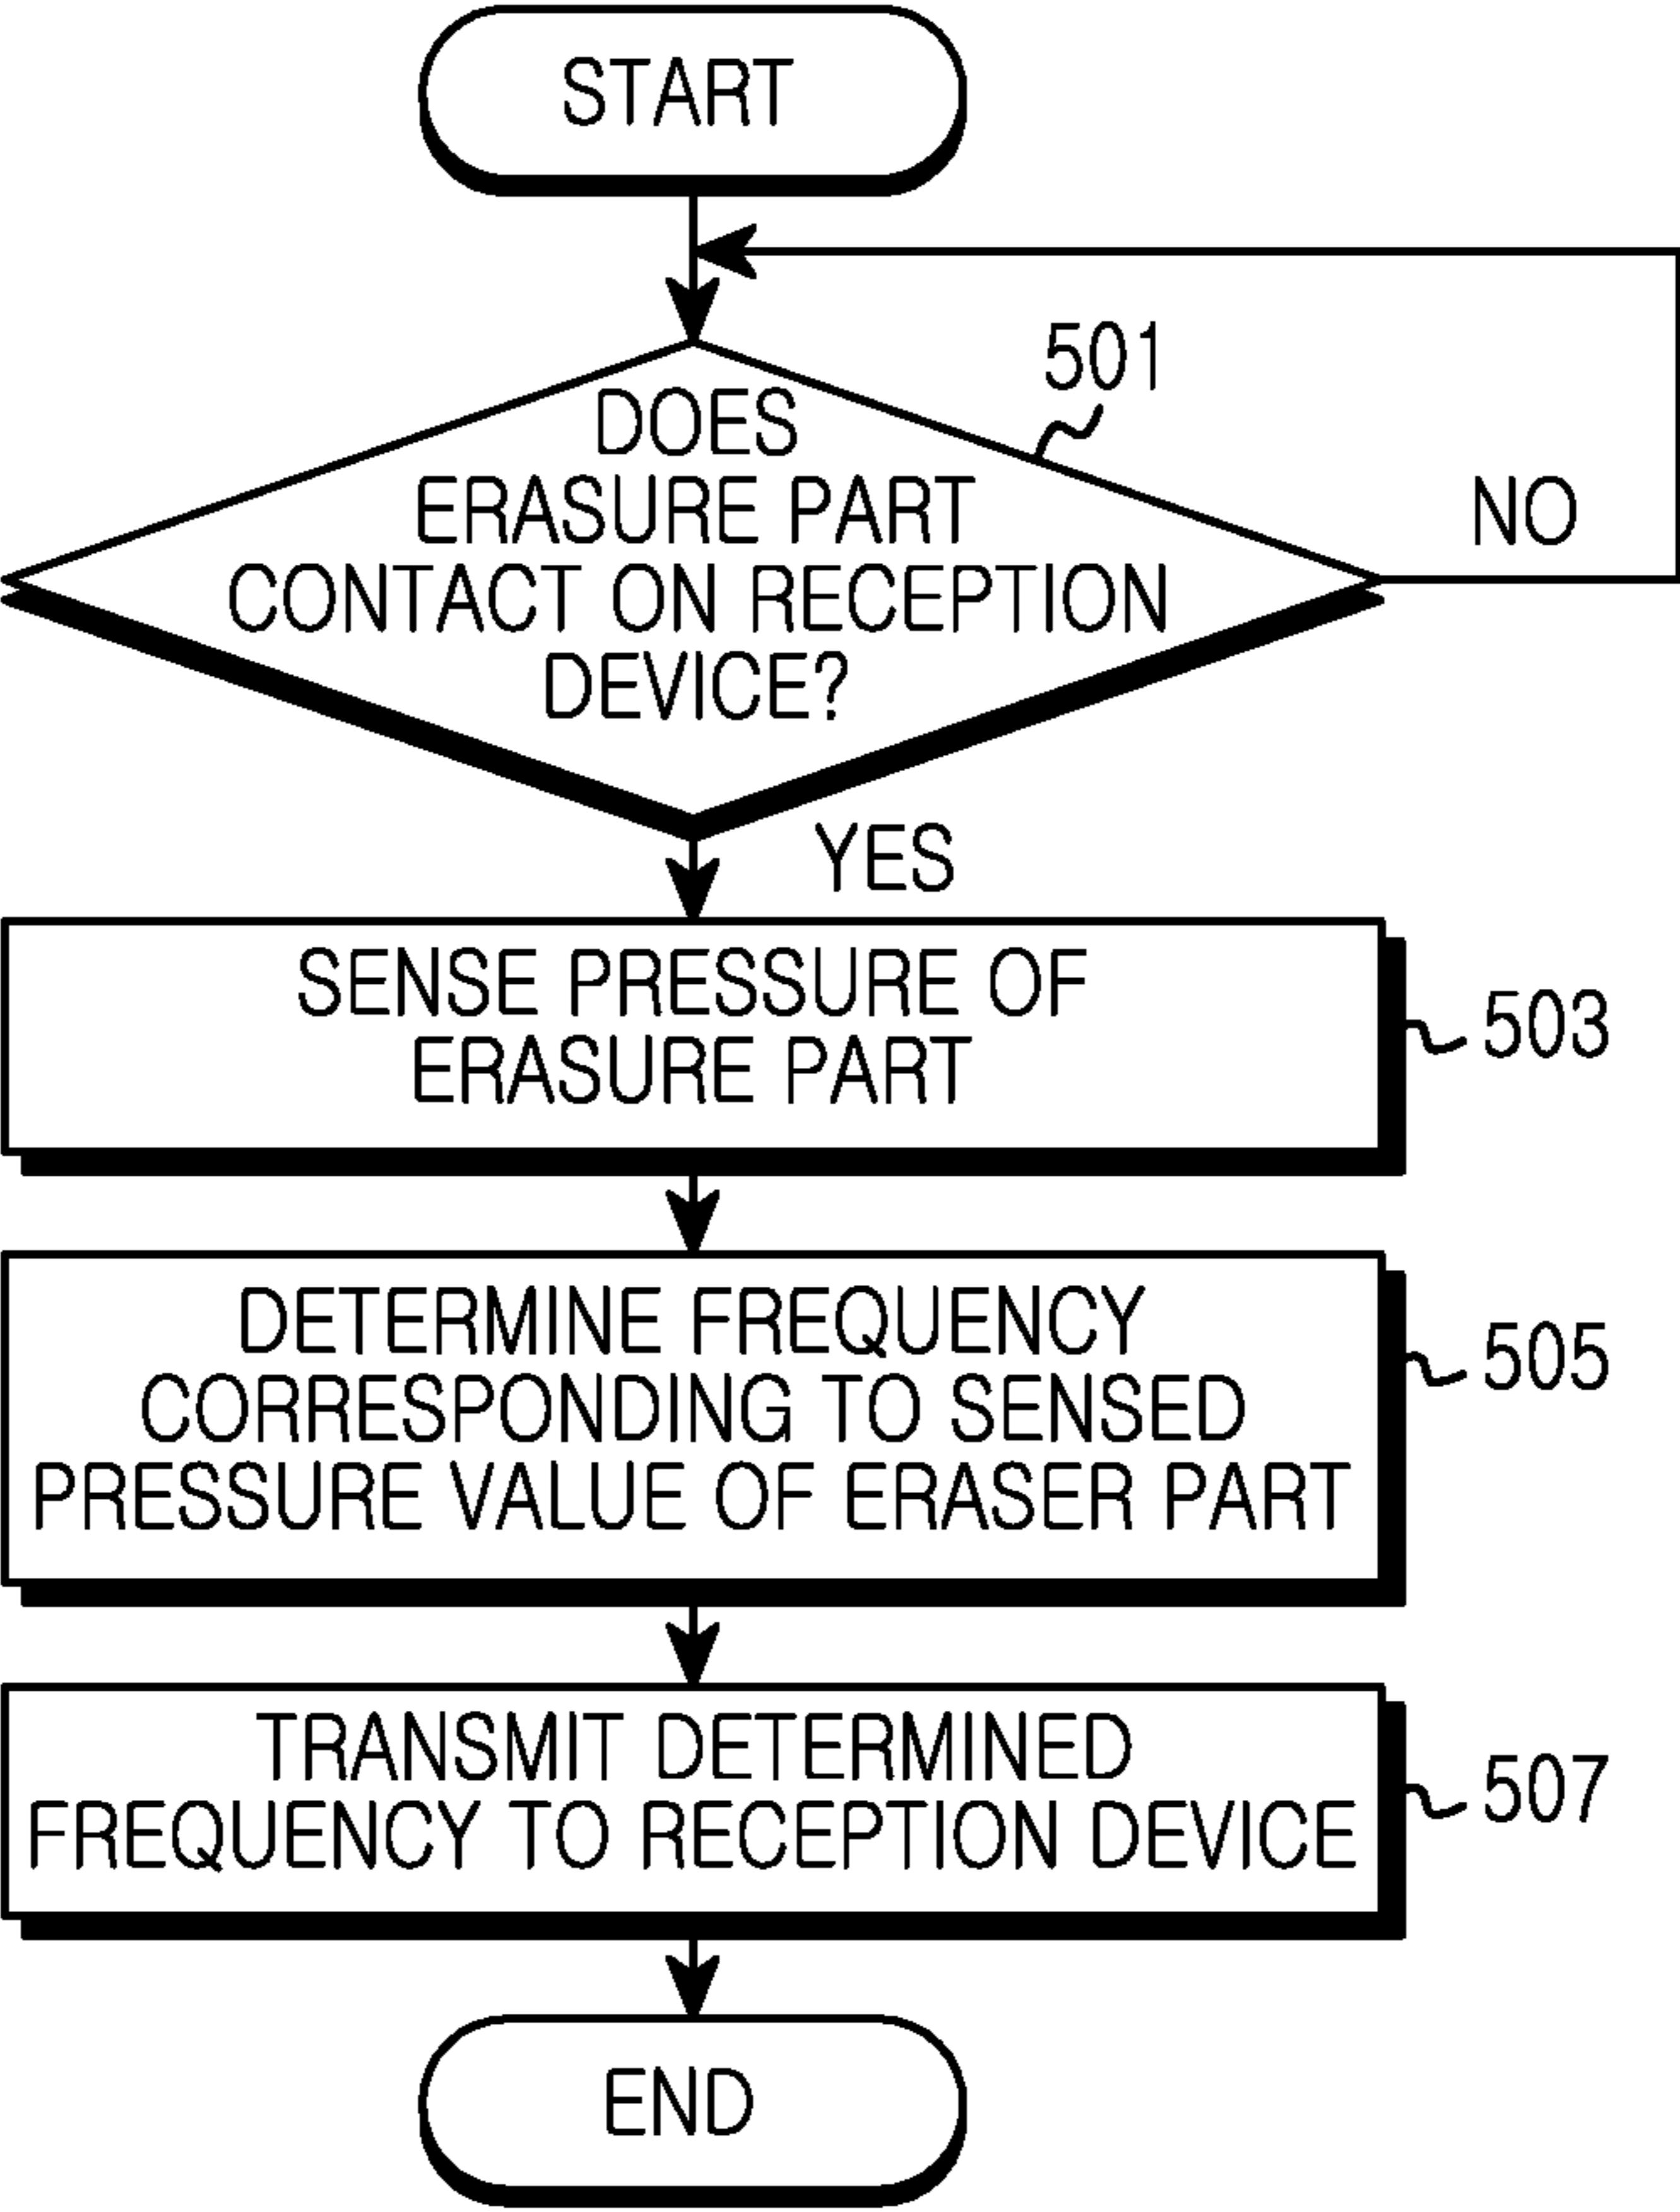 START
501
DOES
ERASURE PART
CONTACT ON RECEPTION
DEVICE?
NO
YES
SENSE PRESSURE OF
ERASURE PART
503
DETERMINE FREQUENCY
CORRESPONDING TO SENSED
PRESSURE VALUE OF ERASER PART
505
TRANSMIT DETERMINED
FREQUENCY TO RECEPTION DEVICE
507
END